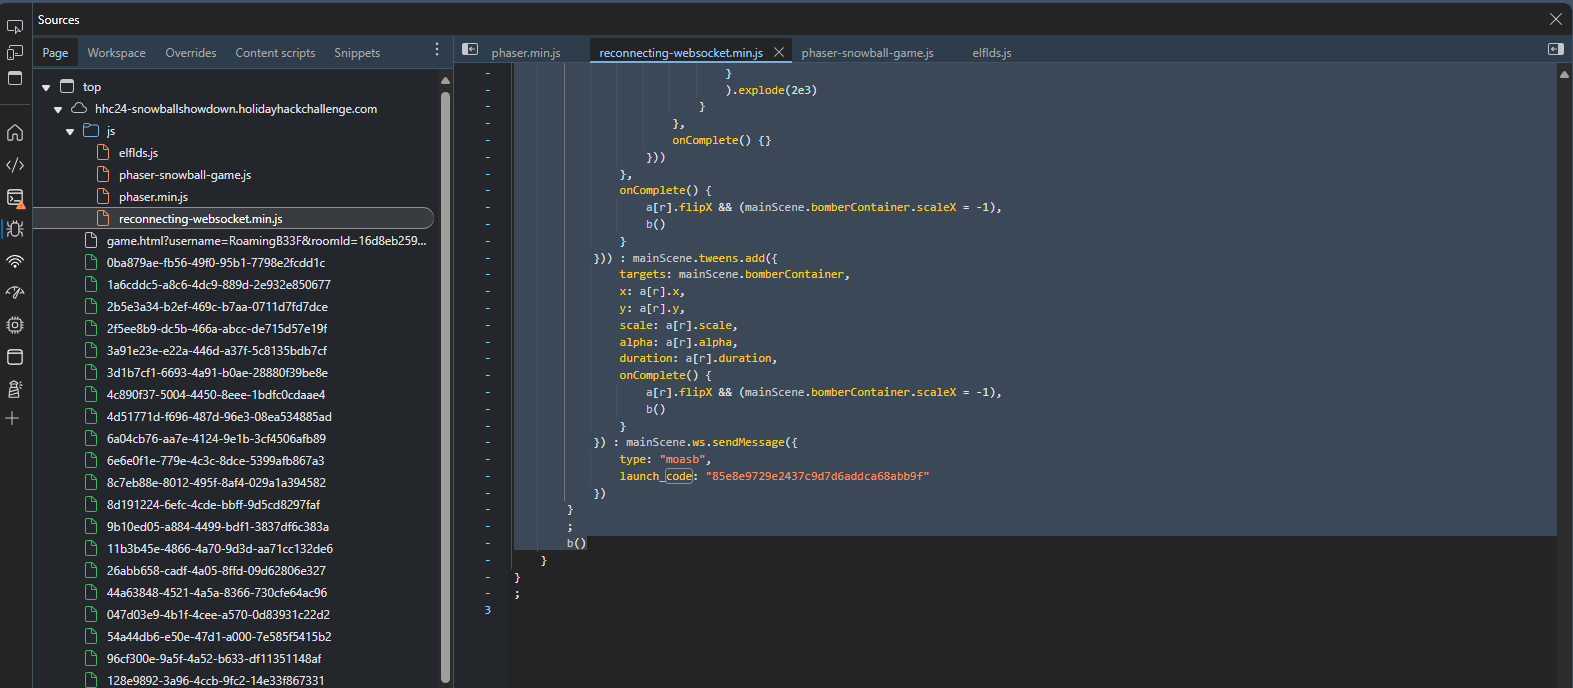 Sources
Page Workspace Overrides Content scripts Snippets
top
hhc24-snowballshowdown.holidayhackchallenge.com
js
elfIds.js
phaser-snowball-game.js
phaser.min.js
reconnecting-websocket.min.js
game.html?username=RoamingB33F&roomId=16d8eb259...
0ba879ae-fb56-49f0-95b1-7798e2fcdd1c
1a6cddc5-a8c6-4dc9-889d-2e932e850677
2b5e3a34-b2ef-469c-b7aa-0711d7fd7dce
2f5ee8b9-dc5b-466a-abcc-de715d57e19f
3a91e23e-e22a-446d-a37f-5c8135bdb7cf
3d1b7cf1-6693-4a91-b0ae-28880f39be8e
4c890f37-5004-4450-8eee-1bdfc0cdaae4
4d51771d-f696-487d-96e3-08ea534885ad
6a04cb76-aa7e-4124-9e1b-3cf4506afb89
6e6e0f1e-779e-4c3c-8dce-5399afb867a3
8c7eb88e-8012-495f-8af4-029a1a394582
8d191224-6efc-4cde-bbff-9d5cd8297faf
9b10ed05-a884-4499-bdf1-3837df6c383a
11b3b45e-4866-4a70-9d3d-aa71cc132de6
26abb658-cadf-4a05-8ffd-09d62806e327
44a63848-4521-4a5a-8366-730cfe64ac96
047d03e9-4b1f-4cee-a570-0d83931c22d2
54a44db6-e50e-47d1-a000-7e585f5415b2
96cf300e-9a5f-4a52-b633-df11351148af
128e9892-3a96-4ccb-9fc2-14e33f867331
phaser.min.js reconnecting-websocket.min.js phaser-snowball-game.js elfIds.js
- }
- ).explode(2e3)
- }
- },
- onComplete() {}
- }))
- },
- onComplete() {
- a[r].flipX && (mainScene.bomberContainer.scaleX = -1),
- b()
- }
- })) : mainScene.tweens.add({
- targets: mainScene.bomberContainer,
- x: a[r].x,
- y: a[r].y,
- scale: a[r].scale,
- alpha: a[r].alpha,
- duration: a[r].duration,
- onComplete() {
- a[r].flipX && (mainScene.bomberContainer.scaleX = -1),
- b()
- }
- }) : mainScene.ws.sendMessage({
- type: "moasb",
- launch_code: "85e8e9729e2437c9d7d6addca68abb9f"
- })
- }
- ;
- b()
- }
- }
- ;
3